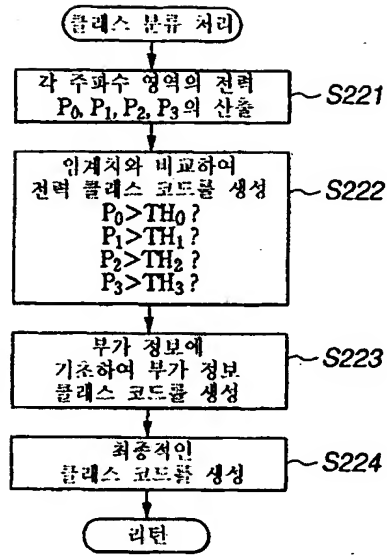 클래스 분류 처리
각 주파수 영역의 전력
P₀, P₁, P₂, P₃의 산출
S221
임계치와 비교하여
전력 클래스 코드를 생성
P₀>TH₀?
P₁>TH₁?
P₂>TH₂?
P₃>TH₃?
S222
부가 정보에
기초하여 부가 정보
클래스 코드를 생성
S223
최종적인
클래스 코드를 생성
S224
리턴